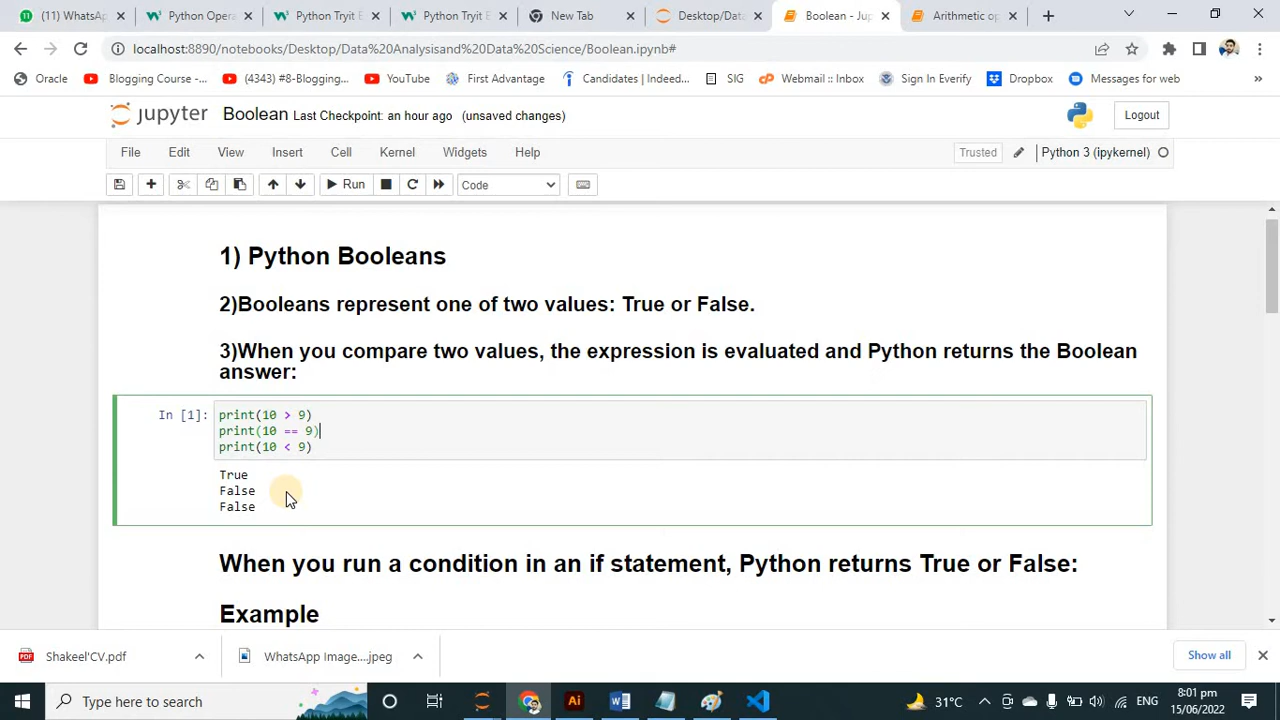 (11) WhatsA
Python Opera
Python Tryit E
Python Tryit E
New Tab
Desktop/Data
Boolean - Jup
Arithmetic op
localhost:8890/notebooks/Desktop/Data%20Analysisand%20Data%20Science/Boolean.ipynb#
Oracle
Blogging Course -...
(4343) #8-Blogging...
YouTube
First Advantage
Candidates | Indeed...
SIG
Webmail :: Inbox
Sign In Everify
Dropbox
Messages for web
»
jupyter Boolean Last Checkpoint: an hour ago (unsaved changes)
Logout
File Edit View Insert Cell Kernel Widgets Help
Trusted
Python 3 (ipykernel)
Run
Code
1) Python Booleans
2)Booleans represent one of two values: True or False.
3)When you compare two values, the expression is evaluated and Python returns the Boolean
answer:
In [1]: print(10 > 9)
print(10 == 9)
print(10 < 9)
True
False
False
When you run a condition in an if statement, Python returns True or False:
Example
Shakeel'CV.pdf
WhatsApp Image....jpeg
Show all
Type here to search
31°C
ENG
8:01 pm
15/06/2022